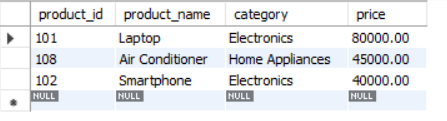 product_id product_name category price
101 Laptop Electronics 80000.00
108 Air Conditioner Home Appliances 45000.00
102 Smartphone Electronics 40000.00
NULL NULL NULL NULL